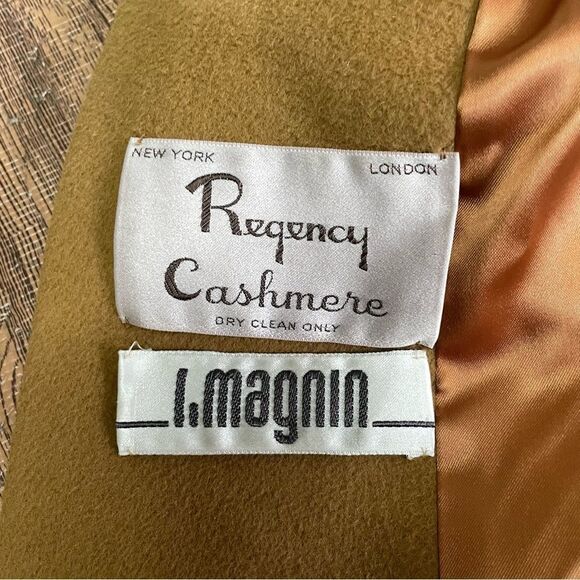 NEW YORK LONDON
Regency
Cashmere
DRY CLEAN ONLY
I. magnin